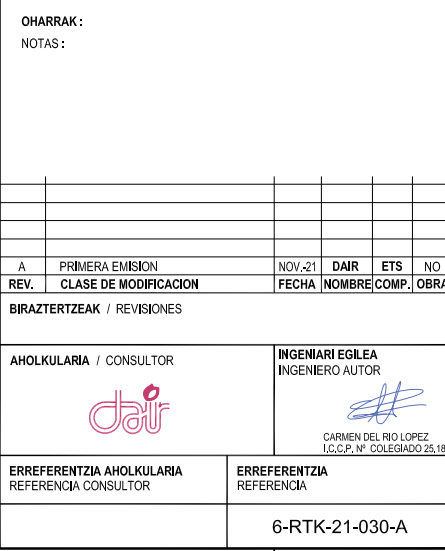 OHARRAK :
NOTAS :
A PRIMERA EMISION NOV.-21 DAIR ETS NO
REV. CLASE DE MODIFICACION FECHA NOMBRE COMP. OBRA
BIRAZTERTZEAK / REVISIONES
AHOLKULARIA / CONSULTOR
dair
INGENIARI EGILEA
INGENIERO AUTOR
CARMEN DEL RIO LOPEZ
I.C.C.P. Nº COLEGIADO 25.18
ERREFERENTZIA AHOLKULARIA
REFERENCIA CONSULTOR
ERREFERENTZIA
REFERENCIA
6-RTK-21-030-A